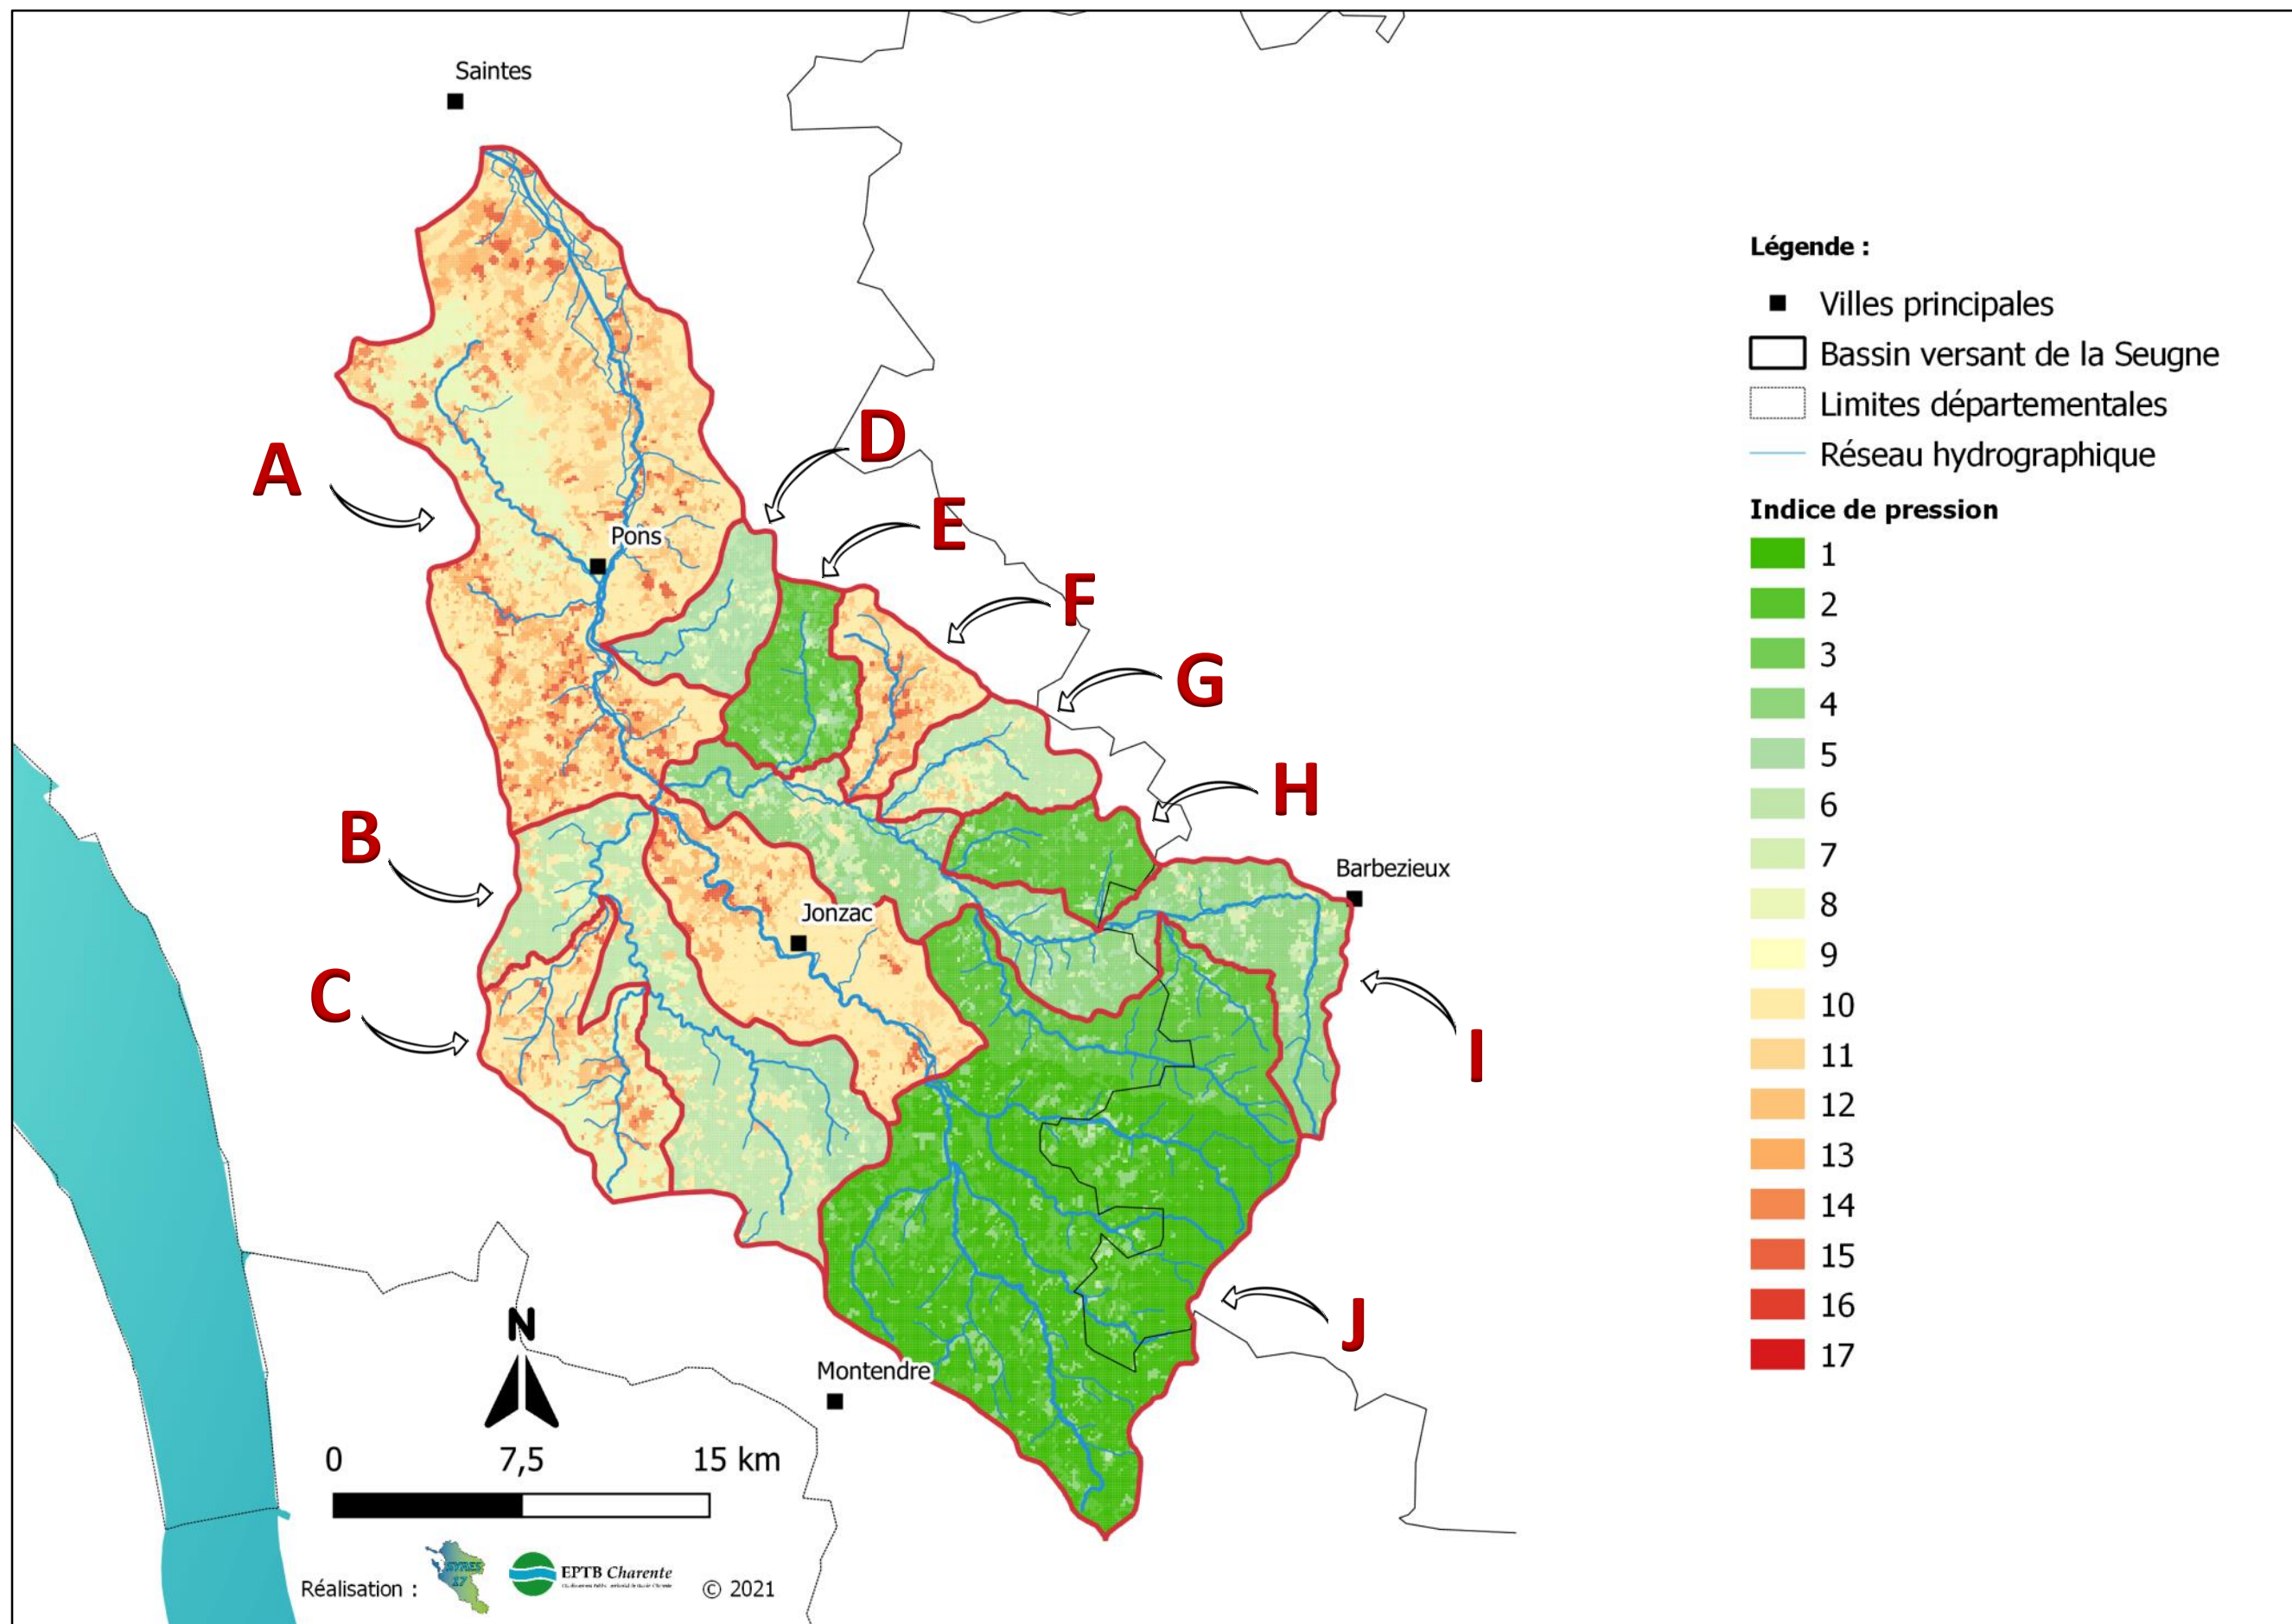 Saintes
A
D
E
Pons
F
G
B
H
Barbezieux
Jonzac
C
I
J
Montendre
N
0 7,5 15 km
Réalisation :
EPTB Charente
© 2021
Légende :
Villes principales
Bassin versant de la Seugne
Limites départementales
Réseau hydrographique
Indice de pression
1
2
3
4
5
6
7
8
9
10
11
12
13
14
15
16
17